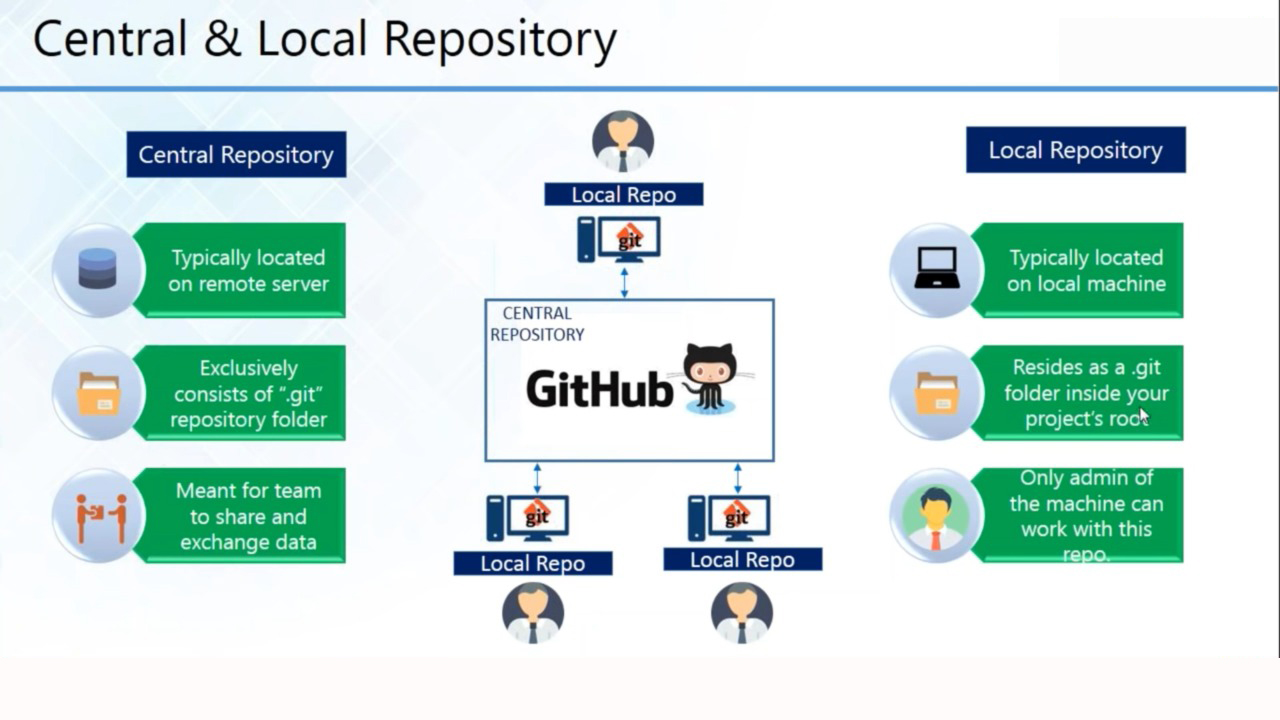 Central & Local Repository
Central Repository
Typically located
on remote server
Exclusively
consists of “.git”
repository folder
Meant for team
to share and
exchange data
Local Repo
git
CENTRAL
REPOSITORY
GitHub
git
git
Local Repo
Local Repo
Local Repository
Typically located
on local machine
Resides as a .git
folder inside your
project’s root
Only admin of
the machine can
work with this
repo.